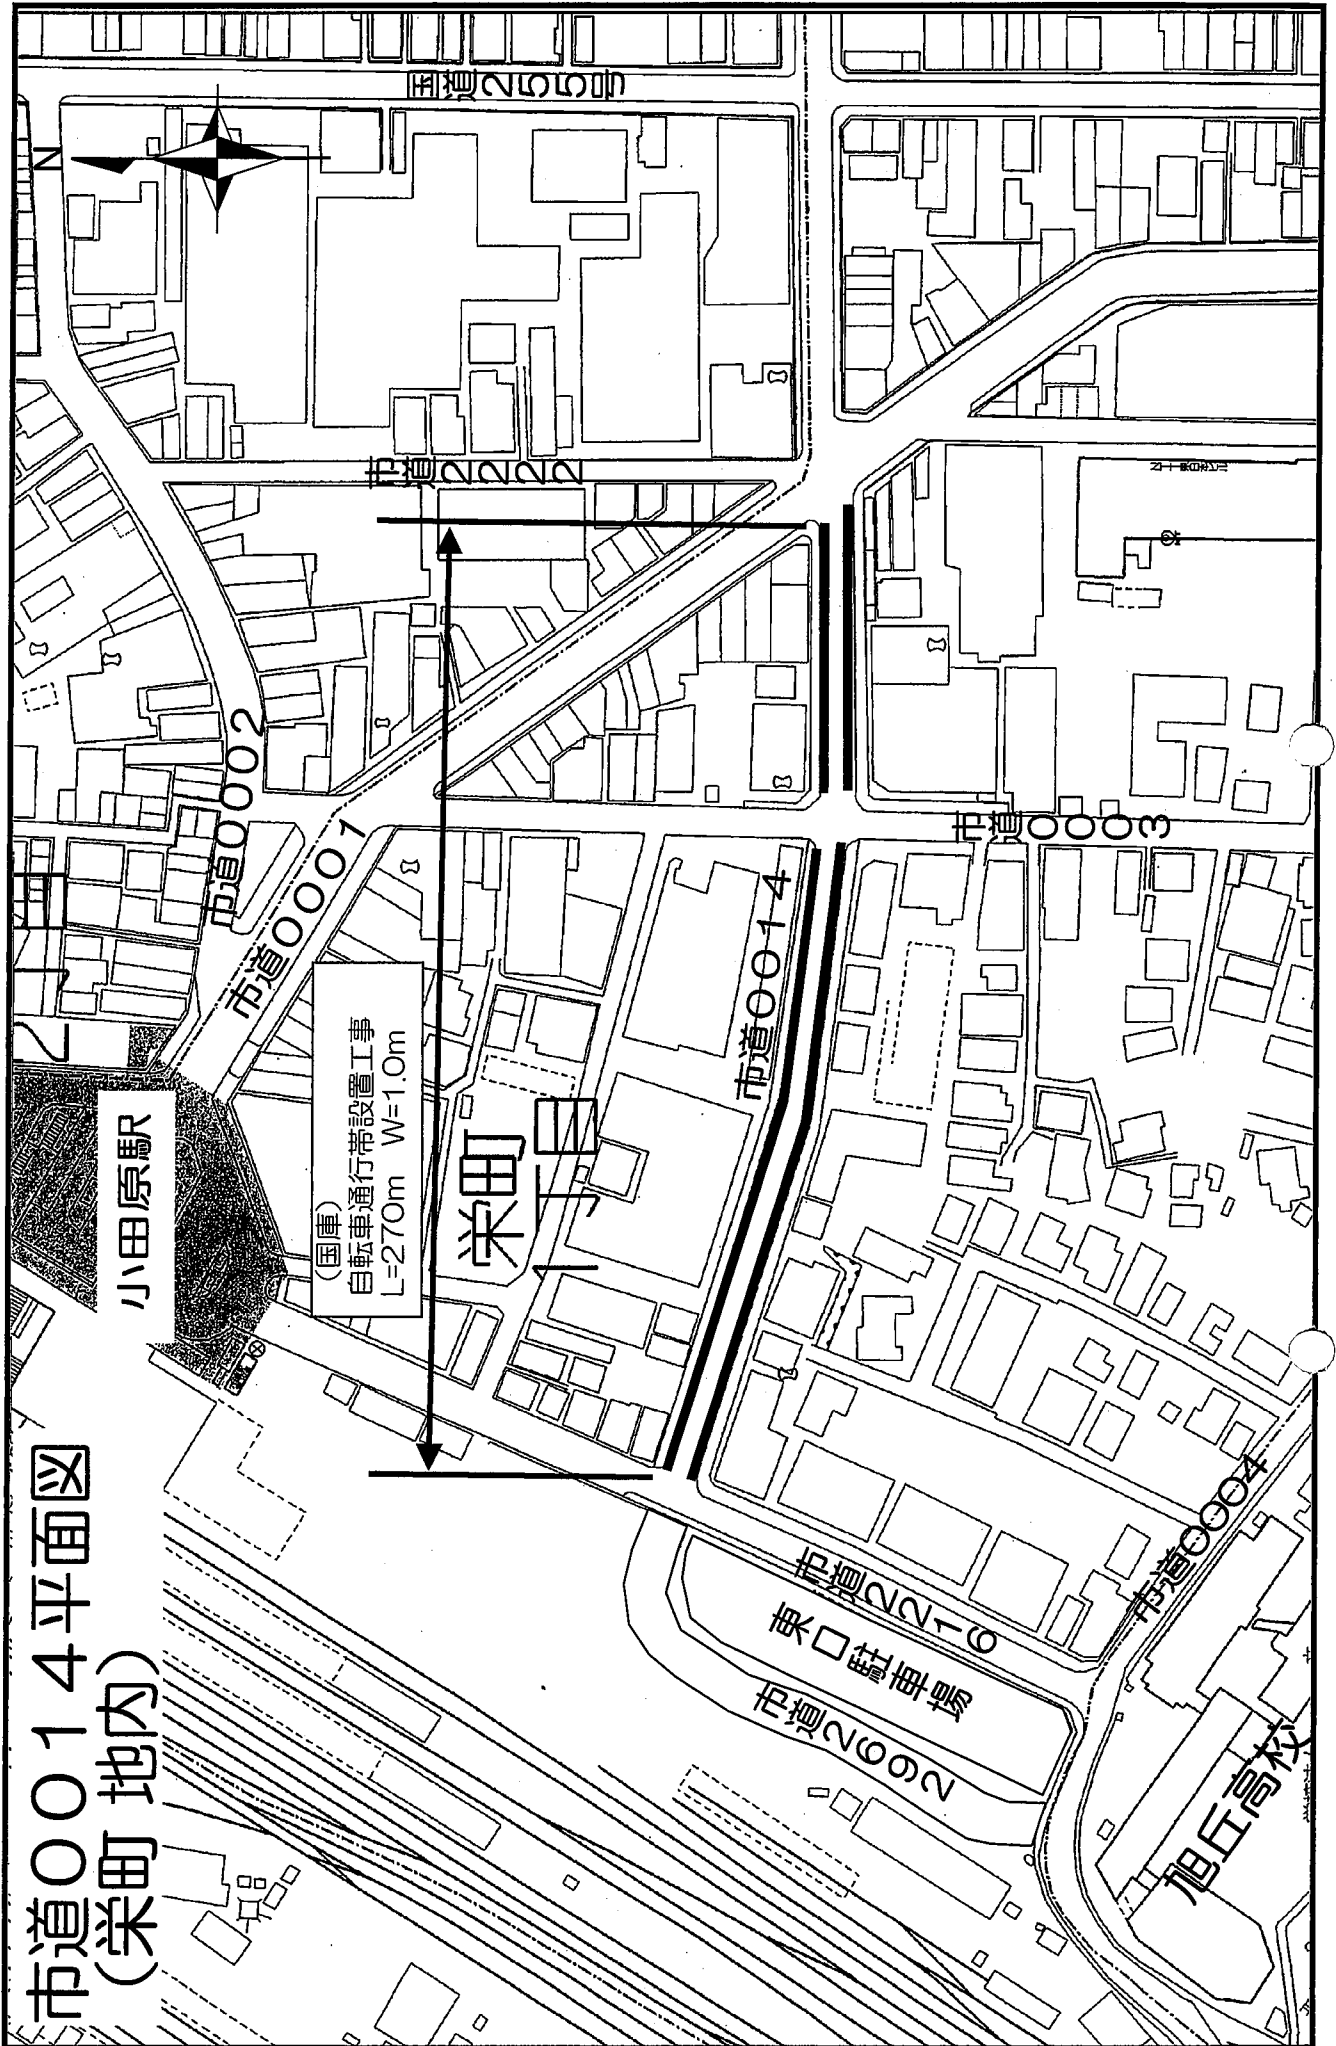 市道0014平面図
(栄町 地内)
小田原駅
(国庫)
自転車通行帯設置工事
L=270m W=1.0m
栄町
1丁目
2
市道0001
市道0002
市道2222
国道255号
N
市道0014
市道0003
市道2216
東口駐車場
市道2692
市道0004
旭丘高校